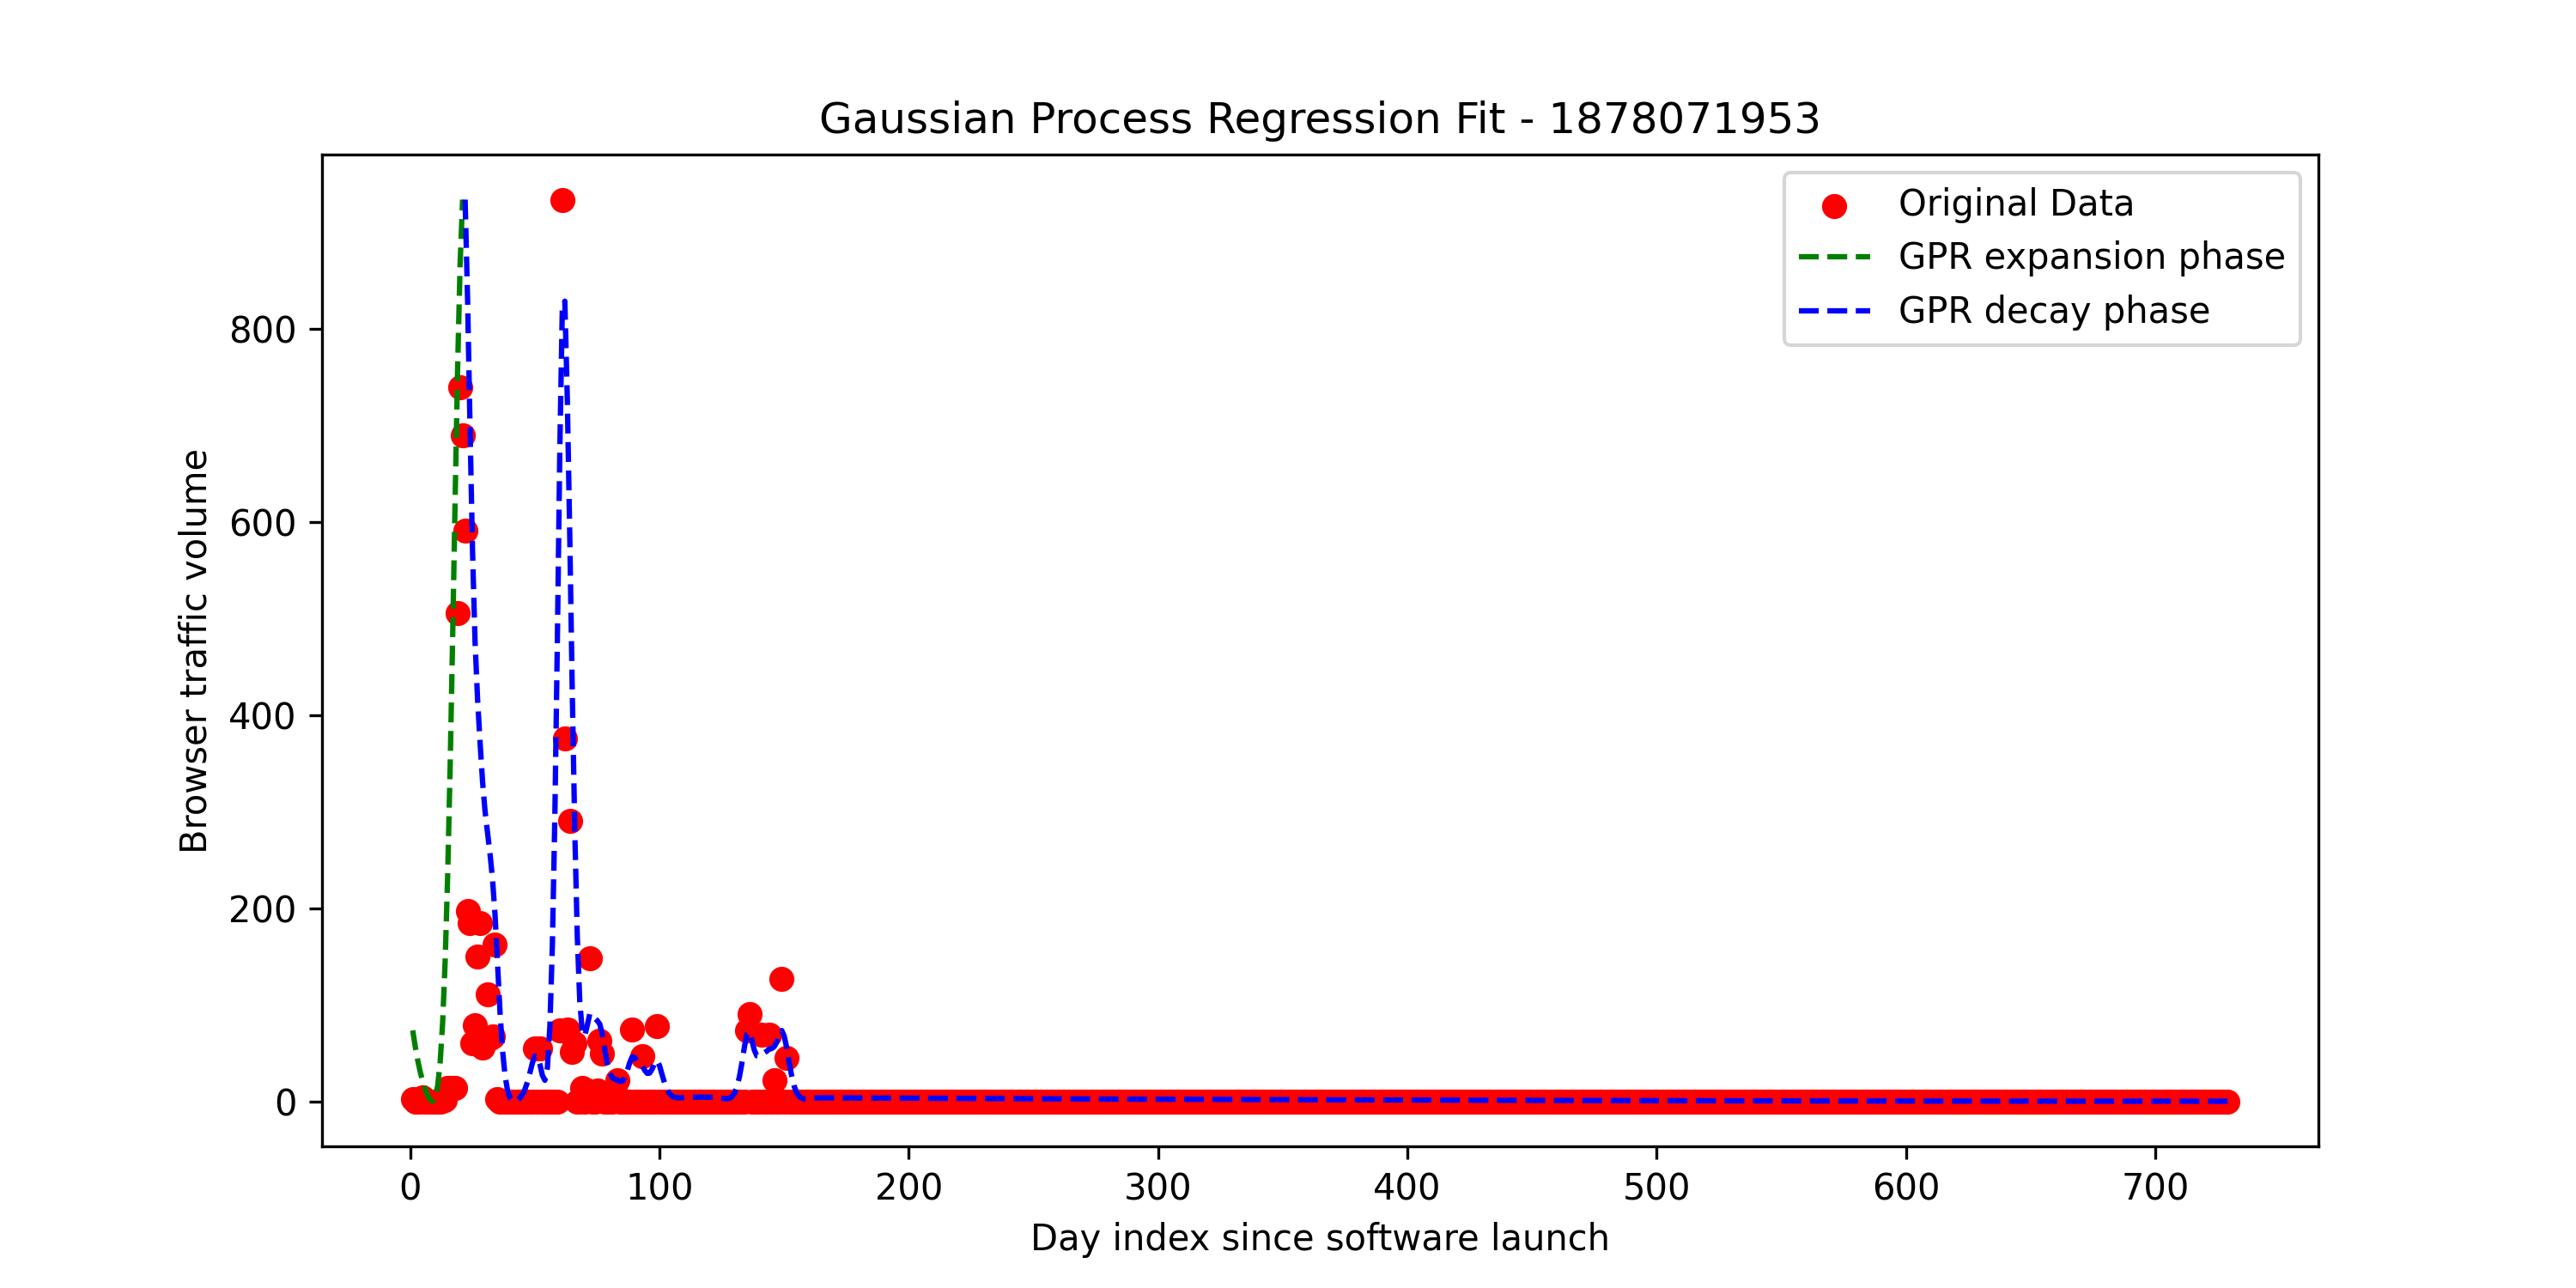 Gaussian Process Regression Fit - 1878071953
Original Data
GPR expansion phase
GPR decay phase
Browser traffic volume
800
600
400
200
0
0 100 200 300 400 500 600 700
Day index since software launch